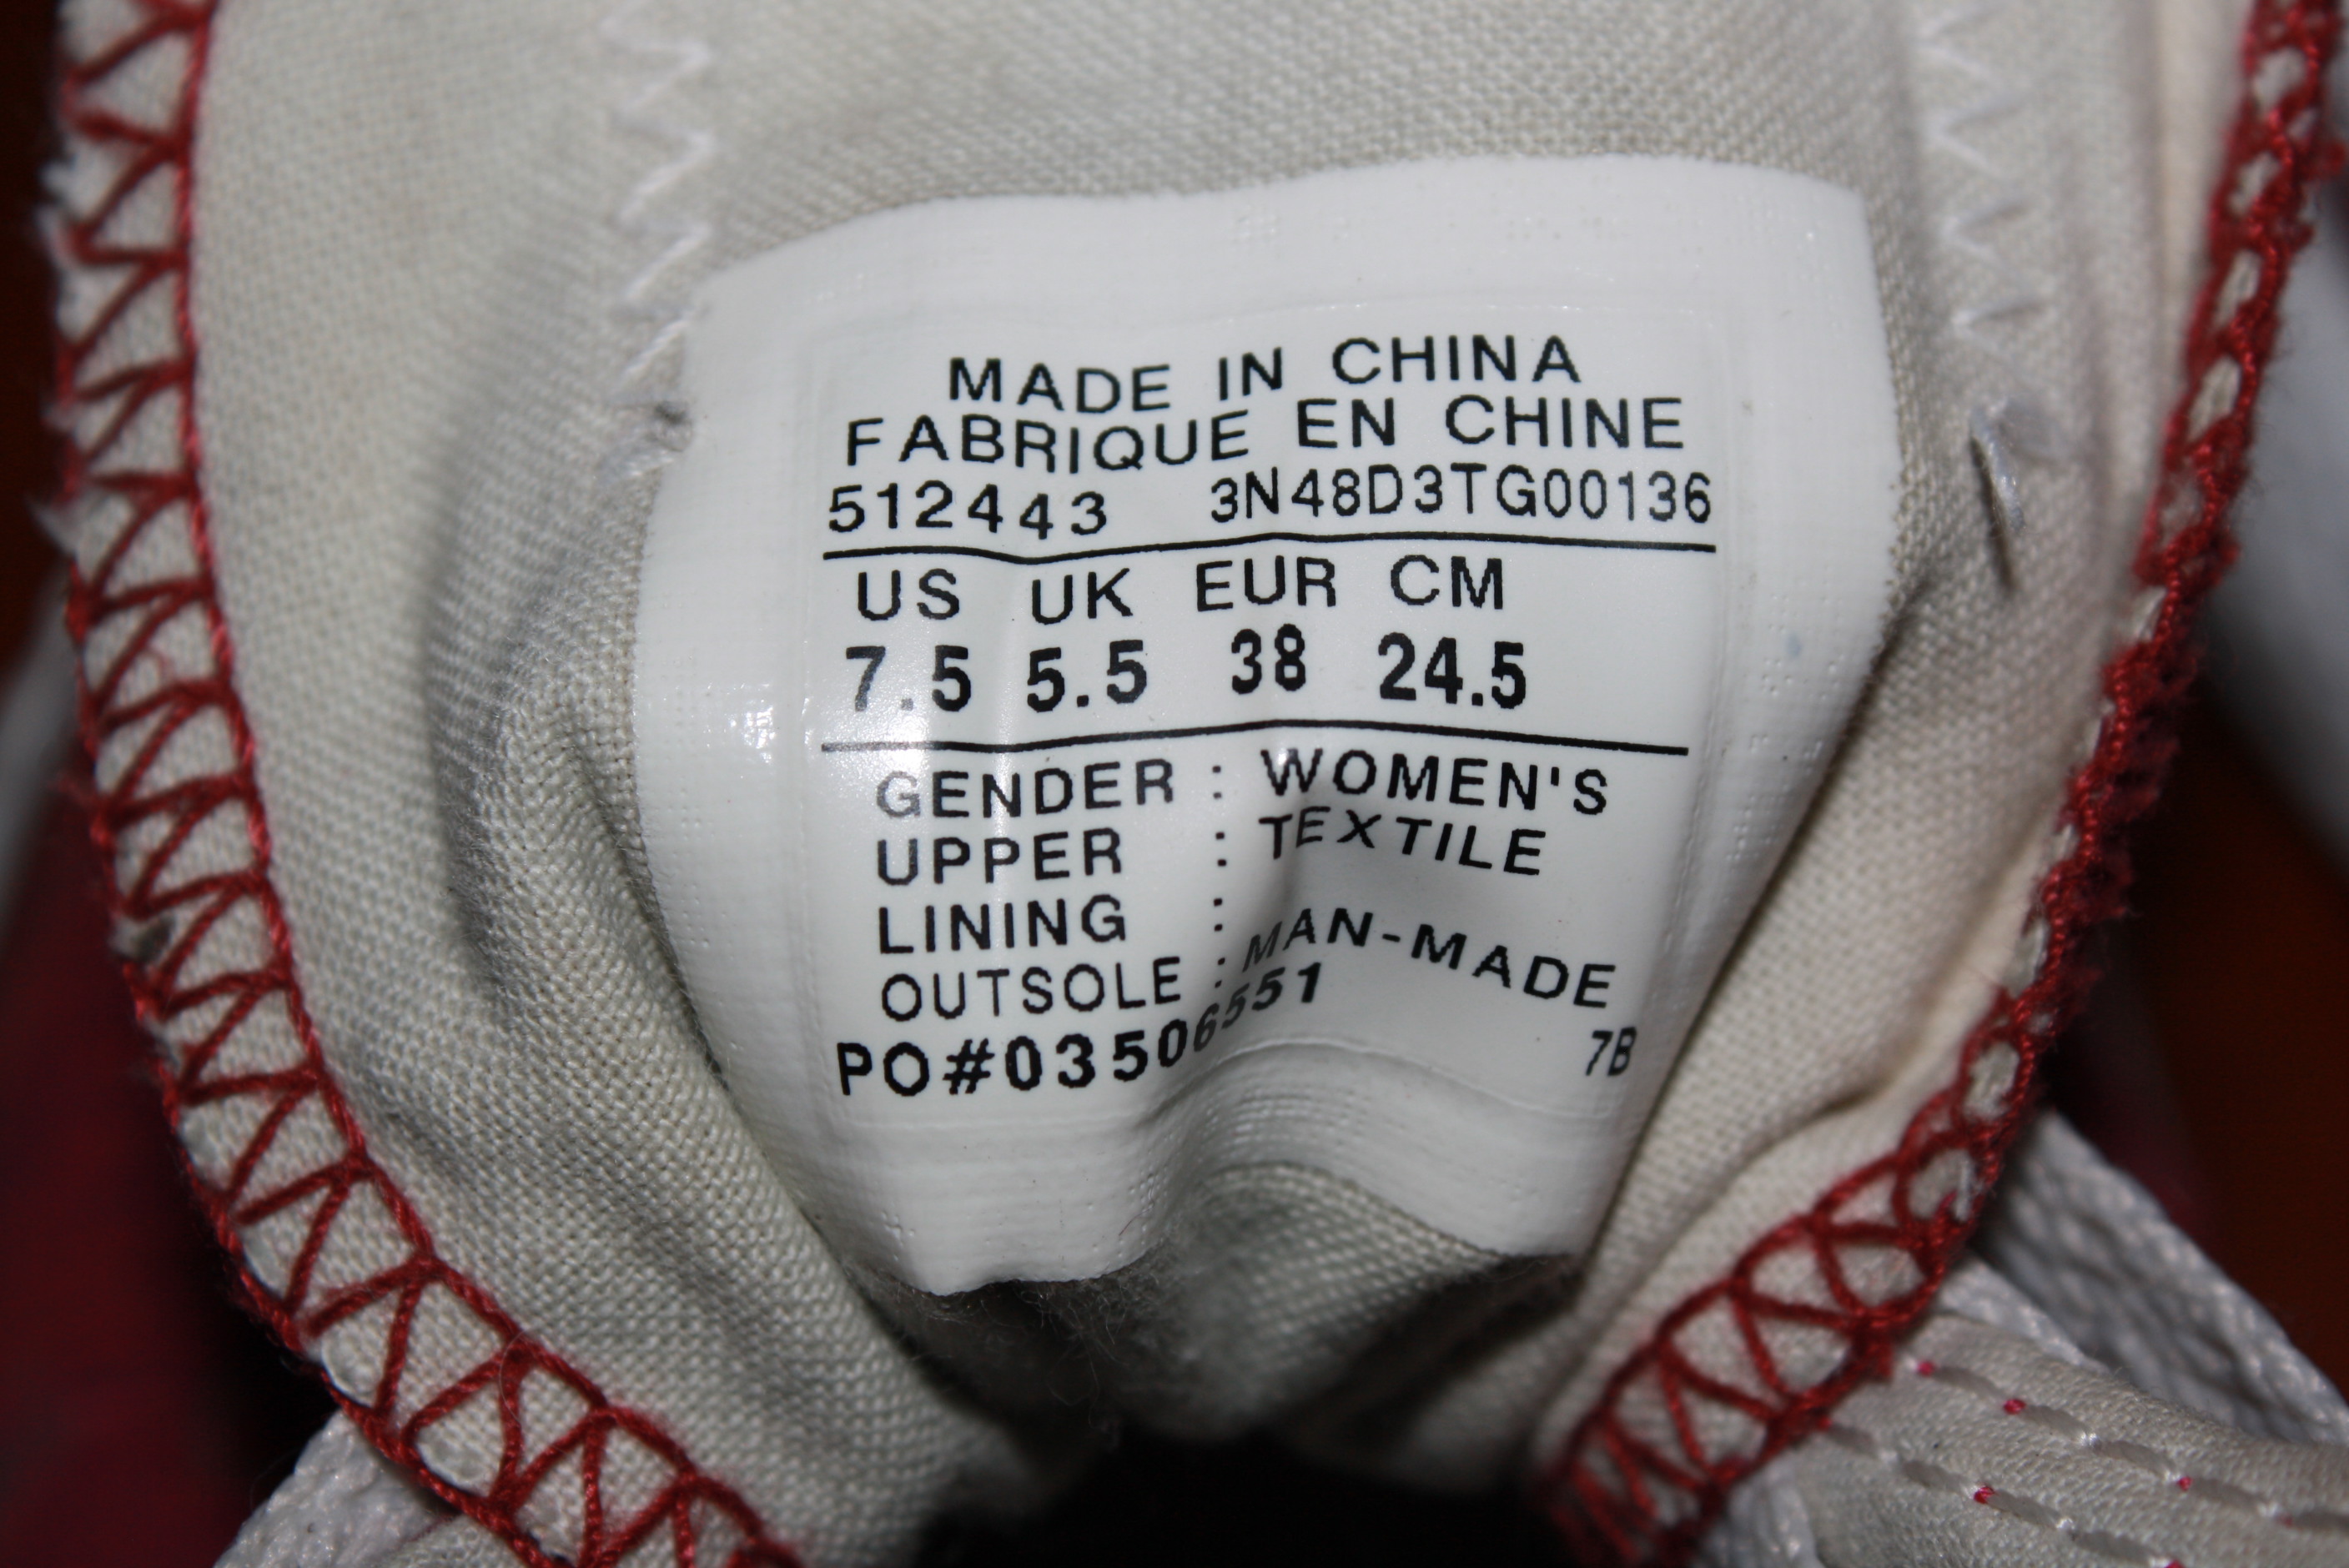 MADE IN CHINA
FABRIQUE EN CHINE
512443 3N48D3TG00136
US UK EUR CM
7.5 5.5 38 24.5
GENDER : WOMEN'S
UPPER : TEXTILE
LINING :
OUTSOLE : MAN-MADE
PO#03506551 7B